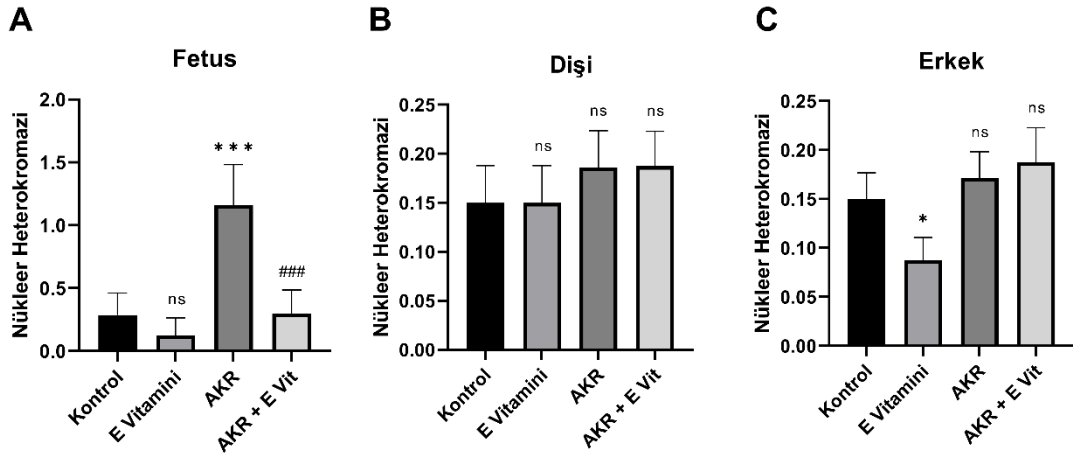 A
Fetus
Nükleer Heterokromazi
2.0
1.5
1.0
0.5
0.0
ns
***
###
Kontrol
E Vitamini
AKR
AKR + E Vit
B
Dişi
Nükleer Heterokromazi
0.25
0.20
0.15
0.10
0.05
0.00
ns
ns
ns
Kontrol
E Vitamini
AKR
AKR + E Vit
C
Erkek
Nükleer Heterokromazi
0.25
0.20
0.15
0.10
0.05
0.00
*
ns
ns
Kontrol
E Vitamini
AKR
AKR + E Vit